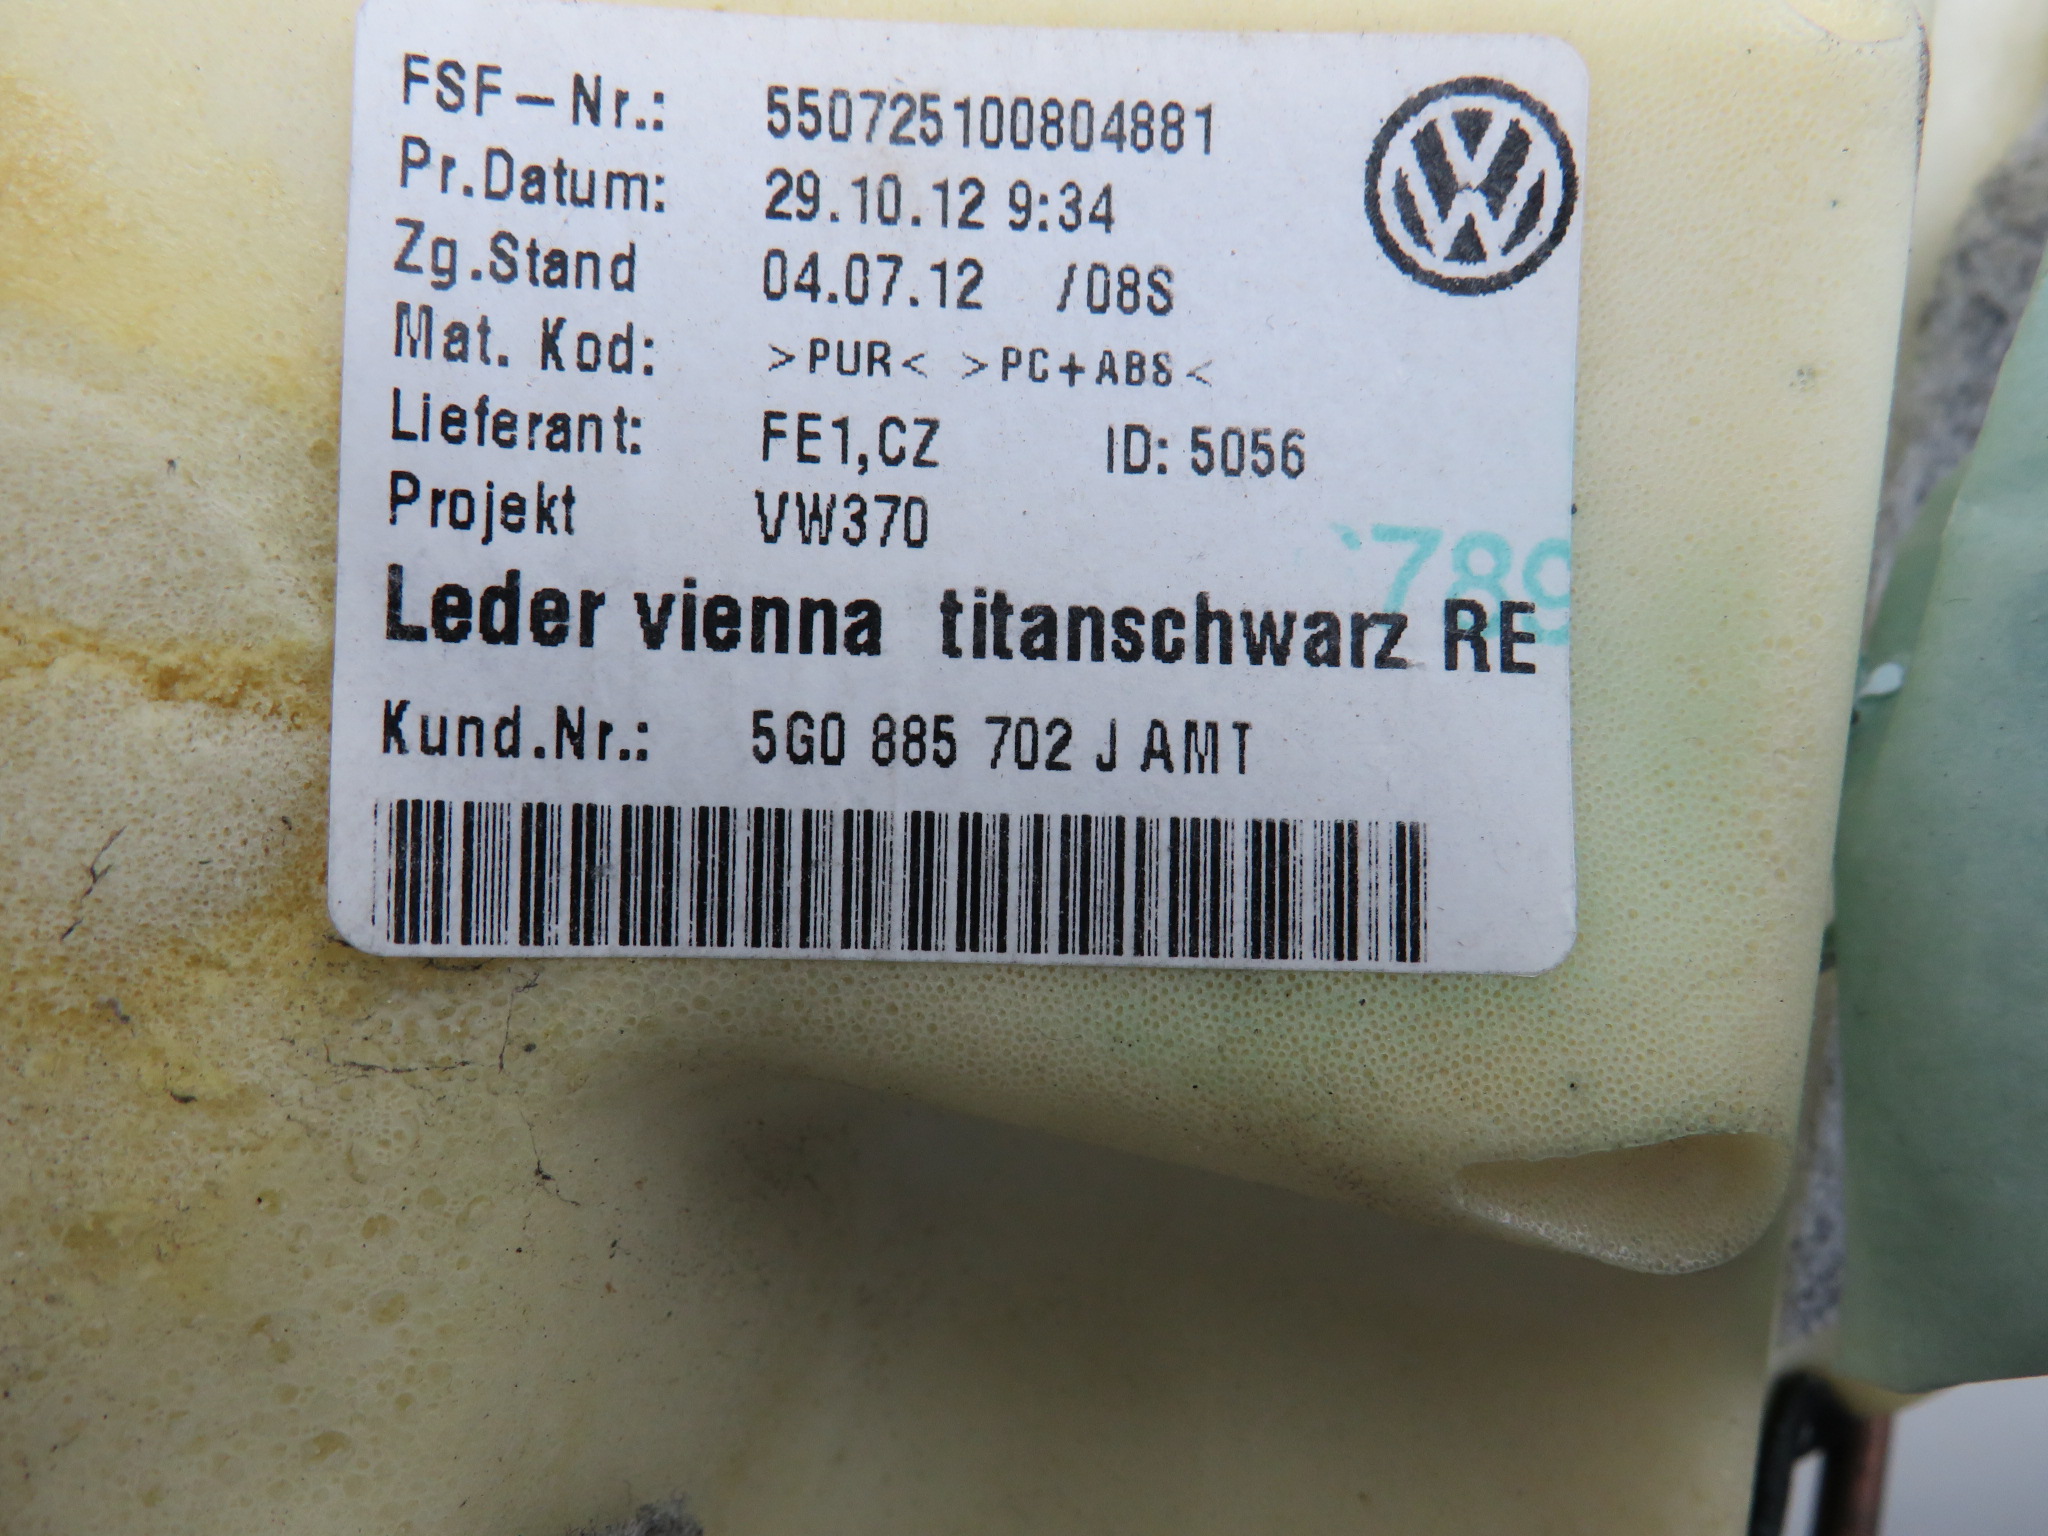 FSF-Nr.: 550725100804881
Pr.Datum: 29.10.12 9:34
Zg.Stand 04.07.12 /08S
Mat. Kod: >PUR< >PC+ABS<
Lieferant: FE1,CZ ID: 5056
Projekt VW370
789
Leder vienna titanschwarz RE
Kund.Nr.: 5G0 885 702 J AMT